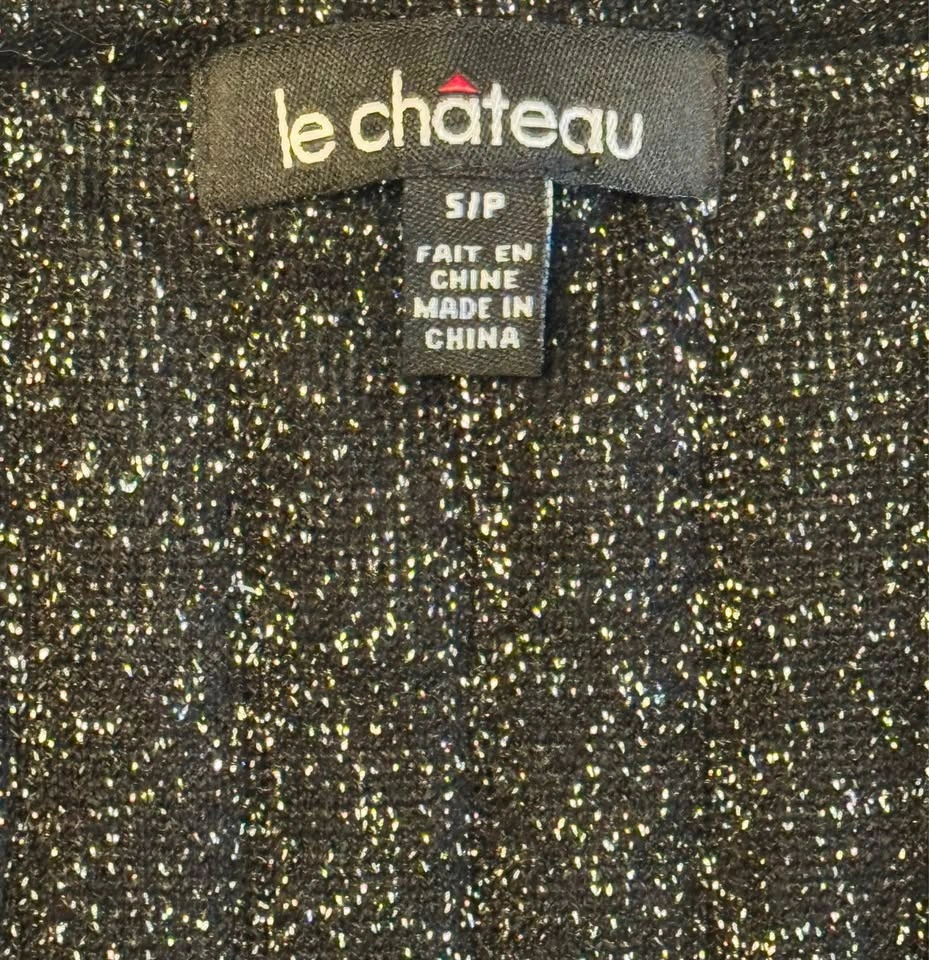 le château
S/P
FAIT EN
CHINE
MADE IN
CHINA